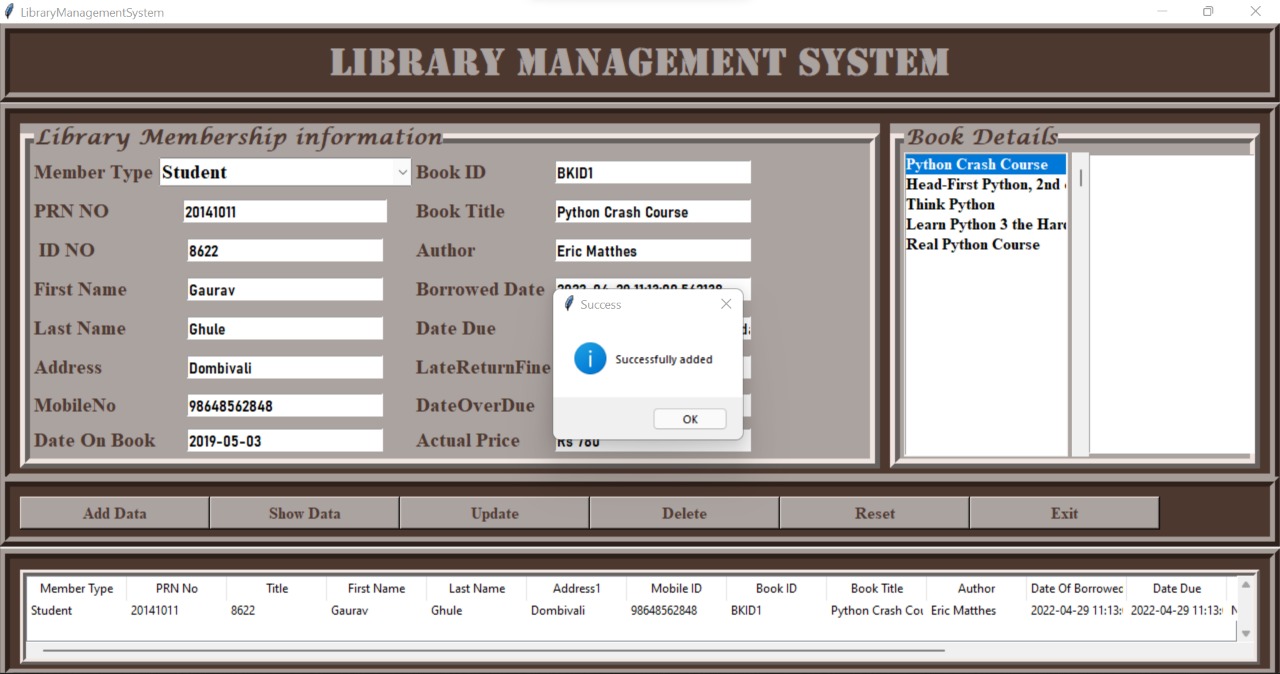 LibraryManagementSystem
LIBRARY MANAGEMENT SYSTEM
Library Membership information
Member Type Student
PRN NO 20141011
ID NO 8622
First Name Gaurav
Last Name Ghule
Address Dombivali
MobileNo 98648562848
Date On Book 2019-05-03
Book ID BKID1
Book Title Python Crash Course
Author Eric Matthes
Borrowed Date
Date Due
LateReturnFine
DateOverDue
Actual Price Rs 780
Success
Successfully added
OK
Book Details
Python Crash Course
Head-First Python, 2nd
Think Python
Learn Python 3 the Hard
Real Python Course
Add Data Show Data Update Delete Reset Exit
Member Type PRN No Title First Name Last Name Address1 Mobile ID Book ID Book Title Author Date Of Borrowed Date Due
Student 20141011 8622 Gaurav Ghule Dombivali 98648562848 BKID1 Python Crash Cou Eric Matthes 2022-04-29 11:13: 2022-04-29 11:13: N